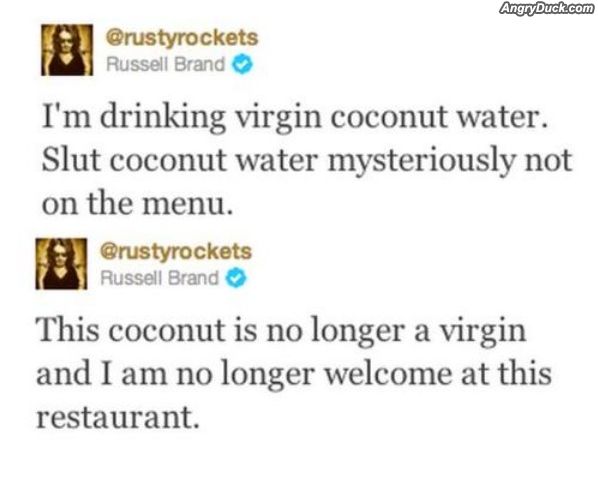 AngryDuck.com
@rustyrockets
Russell Brand
I'm drinking virgin coconut water.
Slut coconut water mysteriously not
on the menu.
@rustyrockets
Russell Brand
This coconut is no longer a virgin
and I am no longer welcome at this
restaurant.